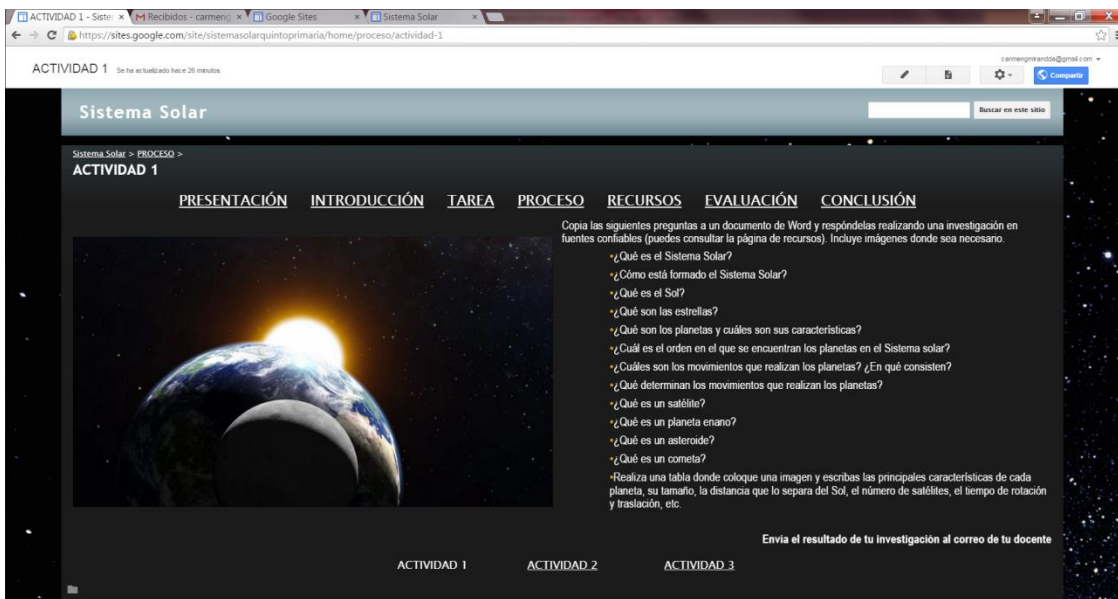 ACTIVIDAD 1 - Sister
Recibidos - carmeng
Google Sites
Sistema Solar
https://sites.google.com/site/sistemasolarquintoprimaria/home/proceso/actividad-1
carmengmirandda@gmail.com
ACTIVIDAD 1 Se ha actualizado hace 26 minutos.
Compartir
Sistema Solar
Buscar en este sitio
Sistema Solar > PROCESO >
ACTIVIDAD 1
PRESENTACIÓN INTRODUCCIÓN TAREA PROCESO RECURSOS EVALUACIÓN CONCLUSIÓN
Copia las siguientes preguntas a un documento de Word y respóndelas realizando una investigación en
fuentes confiables (puedes consultar la página de recursos). Incluye imágenes donde sea necesario.
•¿Qué es el Sistema Solar?
•¿Cómo está formado el Sistema Solar?
•¿Qué es el Sol?
•¿Qué son las estrellas?
•¿Qué son los planetas y cuáles son sus características?
•¿Cuál es el orden en el que se encuentran los planetas en el Sistema solar?
•¿Cuáles son los movimientos que realizan los planetas? ¿En qué consisten?
•¿Qué determinan los movimientos que realizan los planetas?
•¿Qué es un satélite?
•¿Qué es un planeta enano?
•¿Qué es un asteroide?
•¿Qué es un cometa?
•Realiza una tabla donde coloque una imagen y escribas las principales características de cada
planeta, su tamaño, la distancia que lo separa del Sol, el número de satélites, el tiempo de rotación
y traslación, etc.
Envía el resultado de tu investigación al correo de tu docente
ACTIVIDAD 1 ACTIVIDAD 2 ACTIVIDAD 3